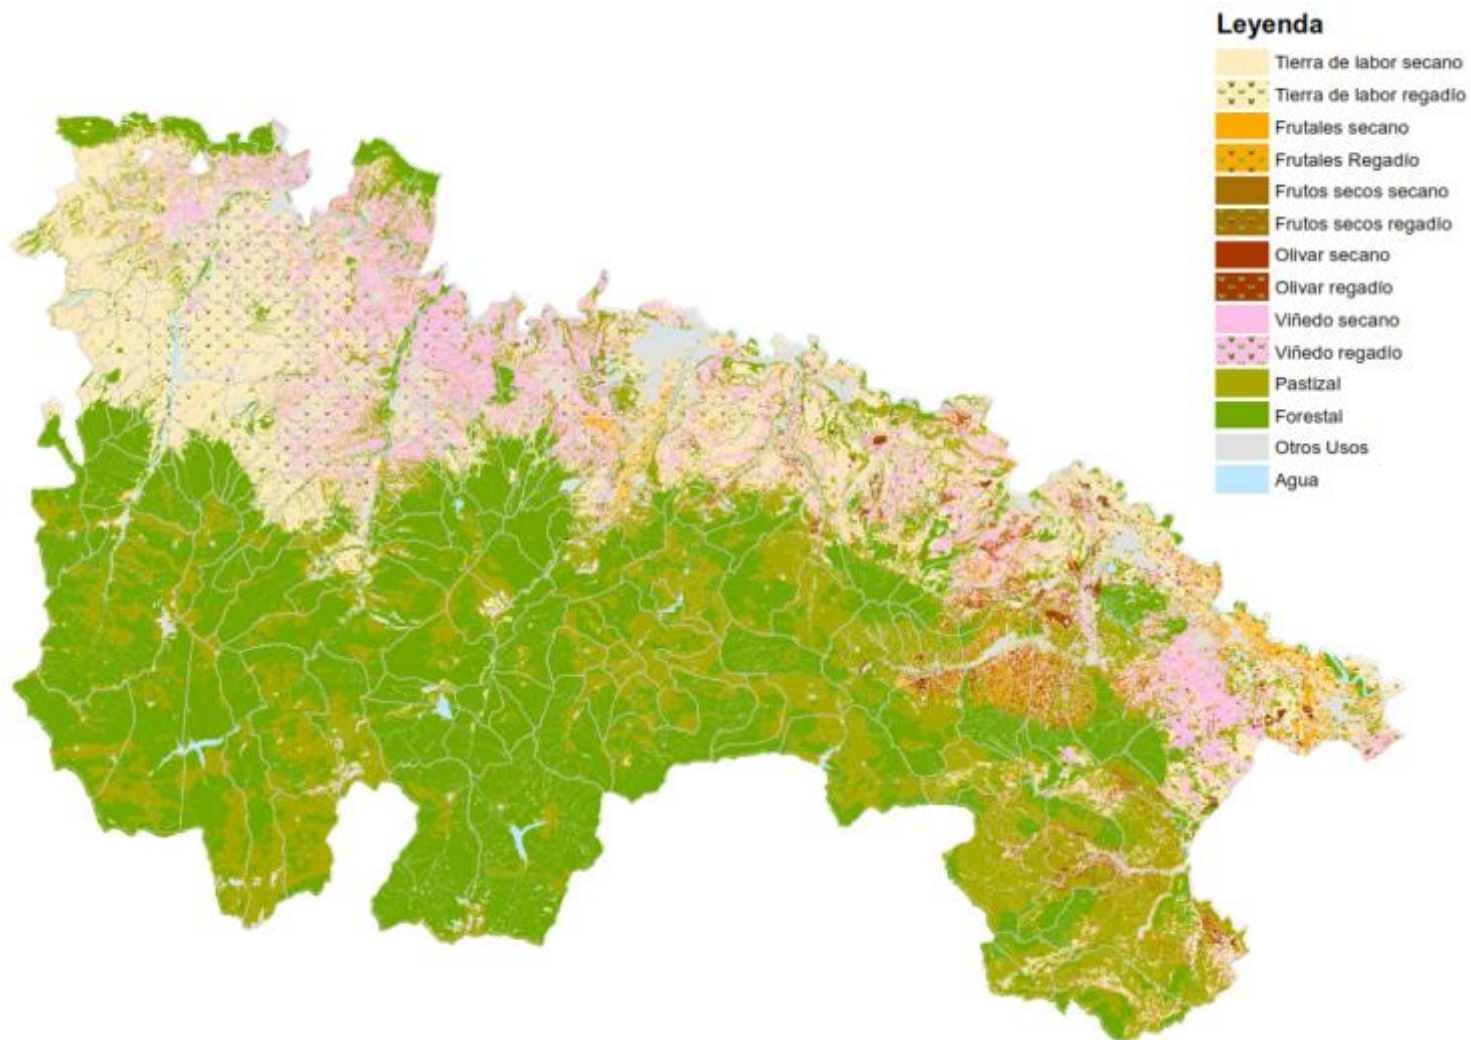 Leyenda
Tierra de labor secano
Tierra de labor regadío
Frutales secano
Frutales Regadío
Frutos secos secano
Frutos secos regadío
Olivar secano
Olivar regadío
Viñedo secano
Viñedo regadío
Pastizal
Forestal
Otros Usos
Agua